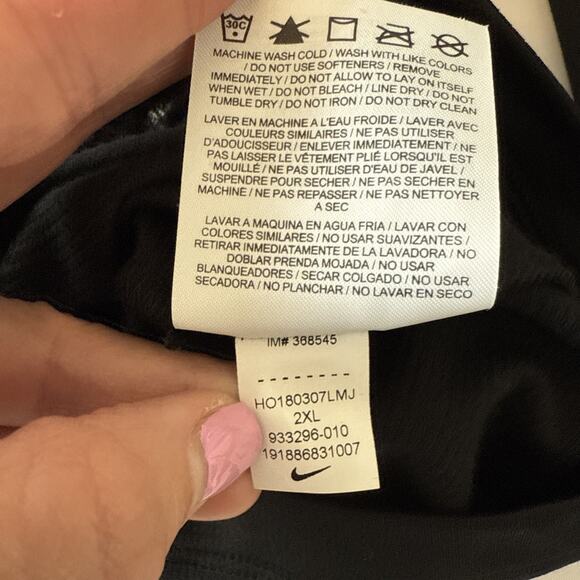 30C
MACHINE WASH COLD / WASH WITH LIKE COLORS
/ DO NOT USE SOFTENERS / REMOVE
IMMEDIATELY / DO NOT ALLOW TO LAY ON ITSELF
WHEN WET / DO NOT BLEACH / LINE DRY / DO NOT
TUMBLE DRY / DO NOT IRON / DO NOT DRY CLEAN
LAVER EN MACHINE A L'EAU FROIDE / LAVER AVEC
COULEURS SIMILAIRES / NE PAS UTILISER
D'ADOUCISSEUR / ENLEVER IMMEDIATEMENT / NE
PAS LAISSER LE VÊTEMENT PLIÉ LORSQU'IL EST
MOUILLÉ / NE PAS UTILISER D'EAU DE JAVEL /
SUSPENDRE POUR SECHER / NE PAS SECHER EN
MACHINE / NE PAS REPASSER / NE PAS NETTOYER
A SEC
LAVAR A MAQUINA EN AGUA FRIA / LAVAR CON
COLORES SIMILARES / NO USAR SUAVIZANTES /
RETIRAR INMEDIATAMENTE DE LA LAVADORA / NO
DOBLAR PRENDA MOJADA / NO USAR
BLANQUEADORES / SECAR COLGADO / NO USAR
SECADORA / NO PLANCHAR / NO LAVAR EN SECO
IM# 368545
--------
HO180307LMJ
2XL
933296-010
191886831007